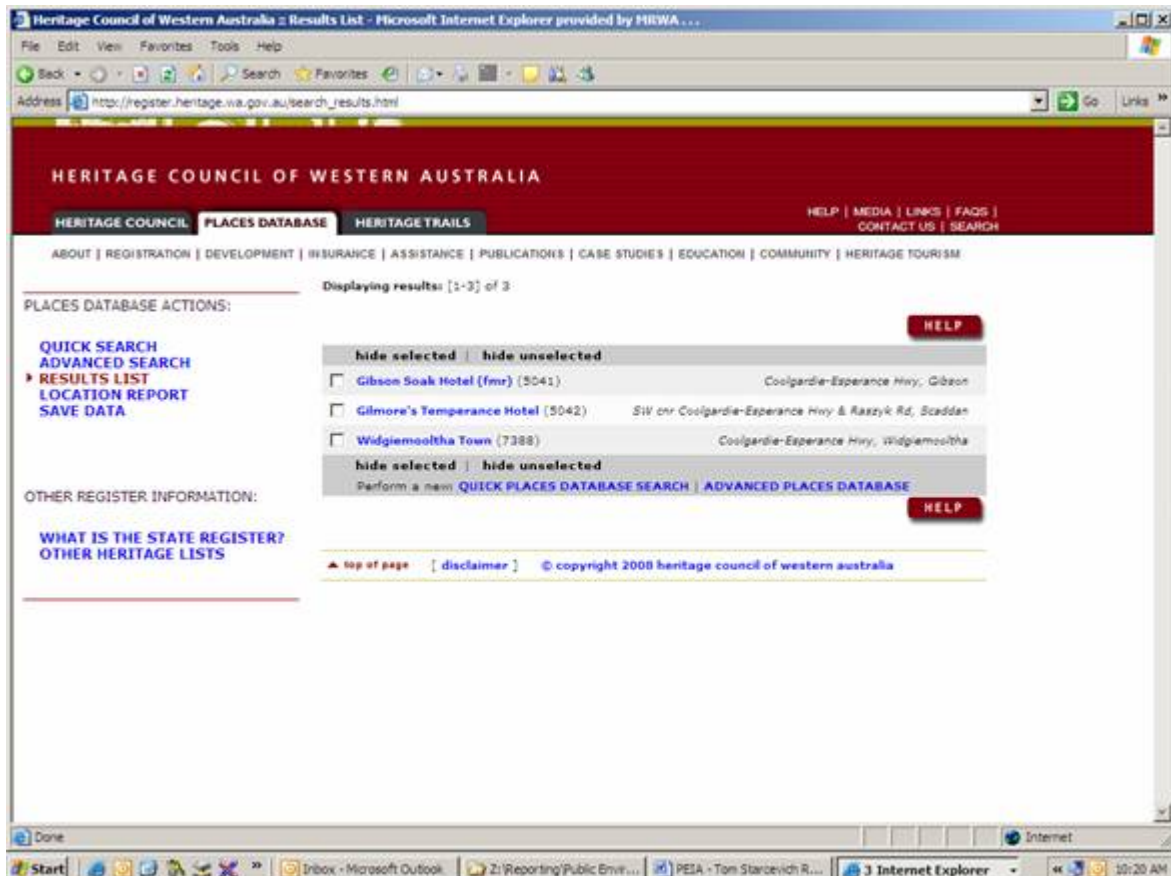 Heritage Council of Western Australia :: Results List - Microsoft Internet Explorer provided by MRWA ...
File Edit View Favorites Tools Help
Back Search Favorites
Address http://register.heritage.wa.gov.au/search_results.html Go Links »
HERITAGE COUNCIL OF WESTERN AUSTRALIA
HERITAGE COUNCIL PLACES DATABASE HERITAGE TRAILS
HELP | MEDIA | LINKS | FAQS |
CONTACT US | SEARCH
ABOUT | REGISTRATION | DEVELOPMENT | INSURANCE | ASSISTANCE | PUBLICATIONS | CASE STUDIES | EDUCATION | COMMUNITY | HERITAGE TOURISM
Displaying results: [1-3] of 3
PLACES DATABASE ACTIONS:
QUICK SEARCH
ADVANCED SEARCH
RESULTS LIST
LOCATION REPORT
SAVE DATA
OTHER REGISTER INFORMATION:
WHAT IS THE STATE REGISTER?
OTHER HERITAGE LISTS
HELP
hide selected | hide unselected
Gibson Soak Hotel (fmr) (5041) Coolgardie-Esperance Hwy, Gibson
Gilmore's Temperance Hotel (5042) SW cnr Coolgardie-Esperance Hwy & Raszyk Rd, Scaddan
Widgiemooltha Town (7388) Coolgardie-Esperance Hwy, Widgiemooltha
hide selected | hide unselected
Perform a new QUICK PLACES DATABASE SEARCH | ADVANCED PLACES DATABASE
HELP
top of page [ disclaimer ] © copyright 2008 heritage council of western australia
Done Internet
Start » Inbox - Microsoft Outlook Z:\Reporting\Public Envir... PEIA - Tom Starcevich R... 3 Internet Explorer « 10:20 AM